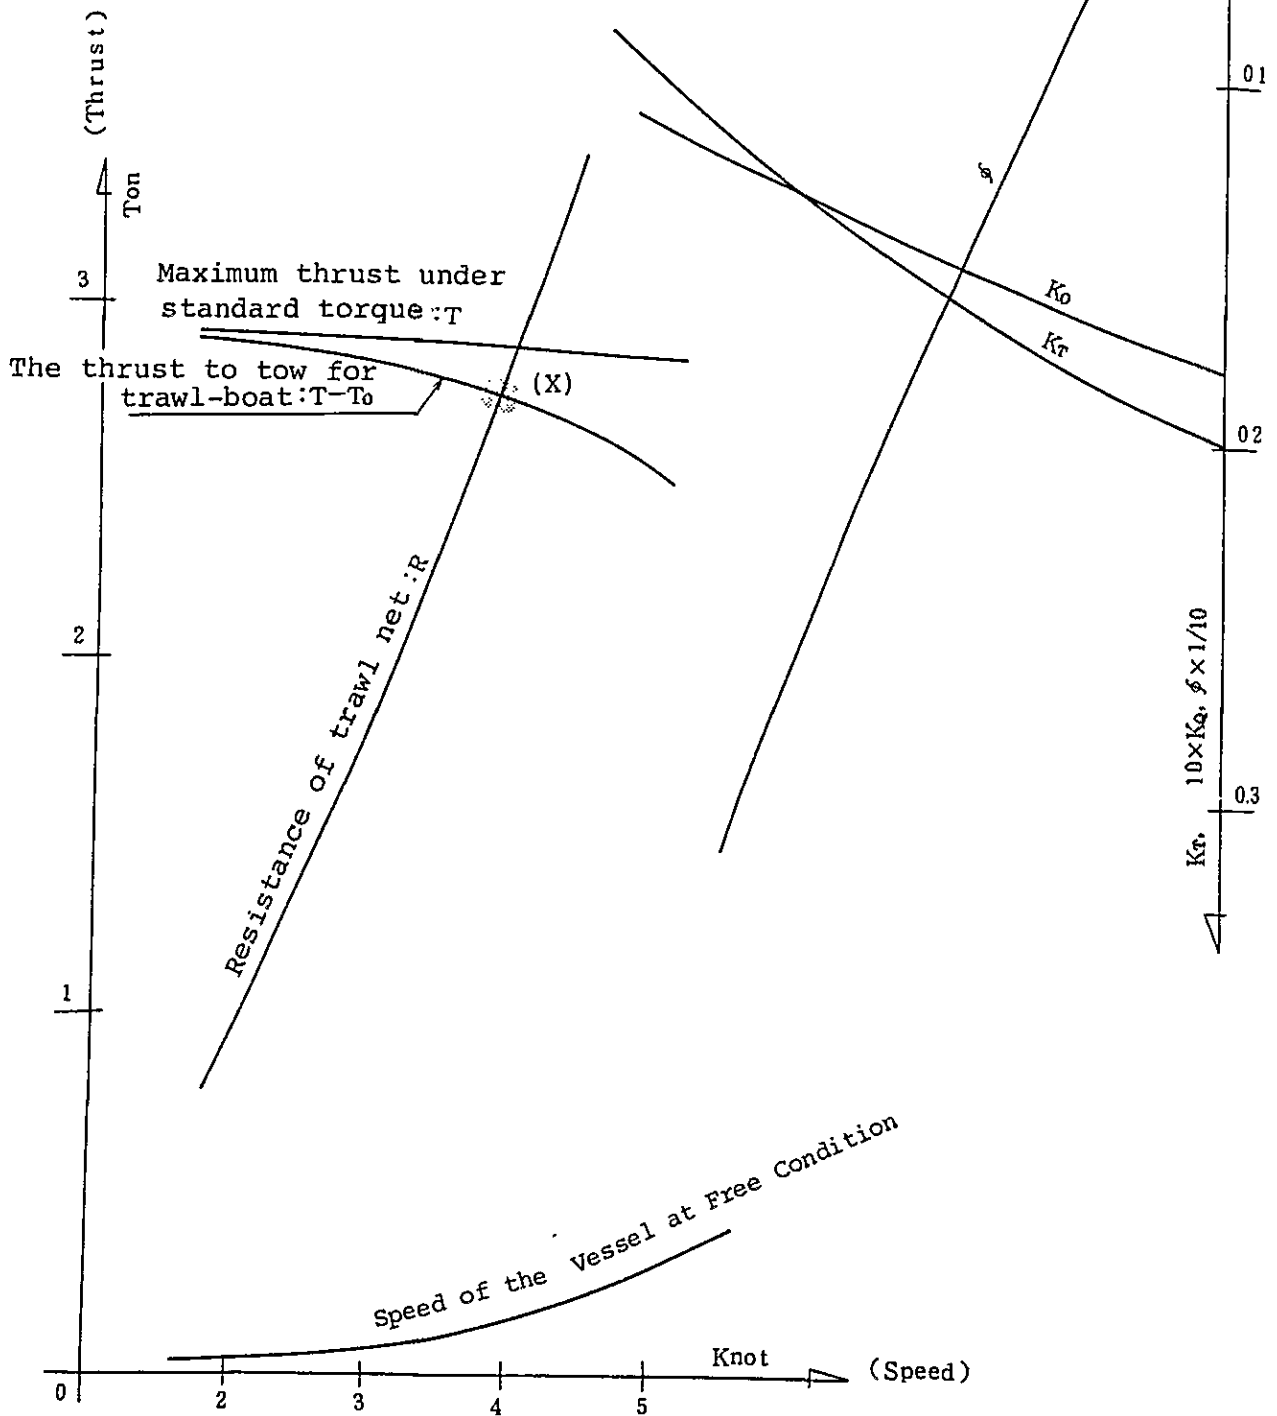 (Thrust)
Ton
01
3
Maximum thrust under
standard torque:T
The thrust to tow for
trawl-boat:T-To
(X)
KO
KT
02
Resistance of trawl net:R
2
KT, 10×KQ, ∮×1/10
0.3
1
Speed of the Vessel at Free Condition
Knot
(Speed)
0
2
3
4
5